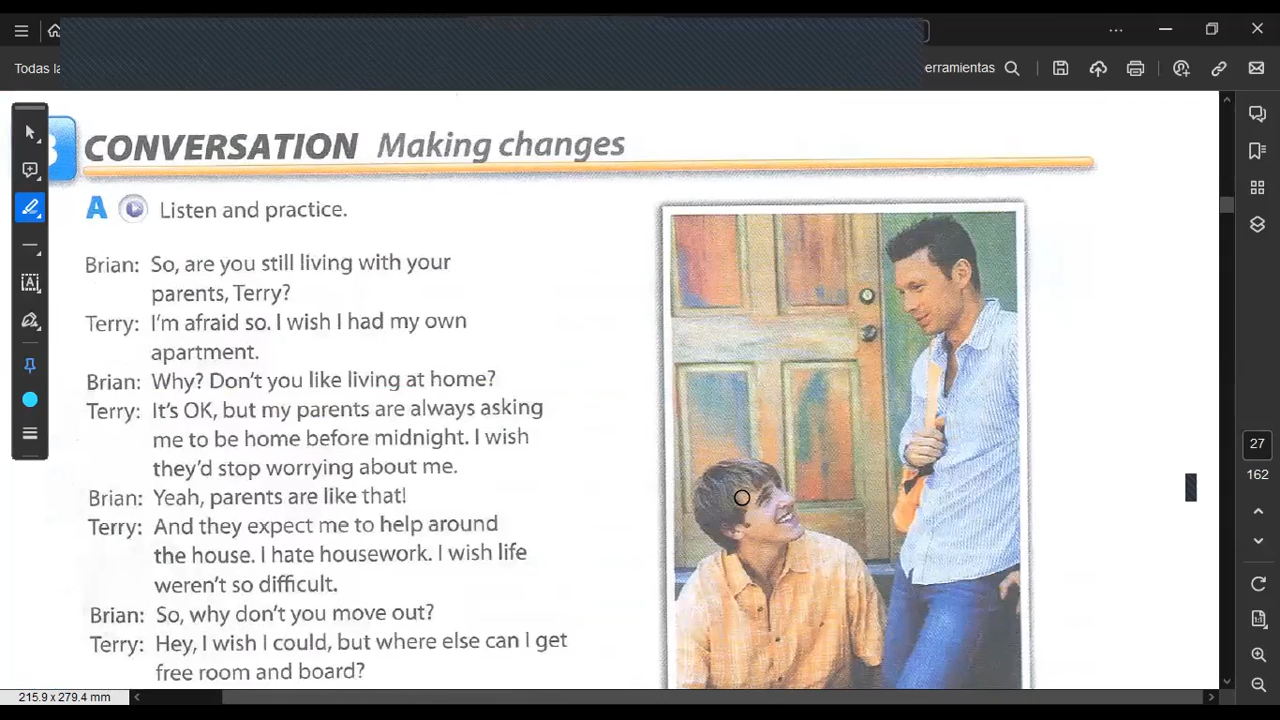 Todas la
erramientas
3 CONVERSATION Making changes
A Listen and practice.
Brian: So, are you still living with your
parents, Terry?
Terry: I'm afraid so. I wish I had my own
apartment.
Brian: Why? Don't you like living at home?
Terry: It's OK, but my parents are always asking
me to be home before midnight. I wish
they'd stop worrying about me.
Brian: Yeah, parents are like that!
Terry: And they expect me to help around
the house. I hate housework. I wish life
weren't so difficult.
Brian: So, why don't you move out?
Terry: Hey, I wish I could, but where else can I get
free room and board?
27
162
215.9 x 279.4 mm